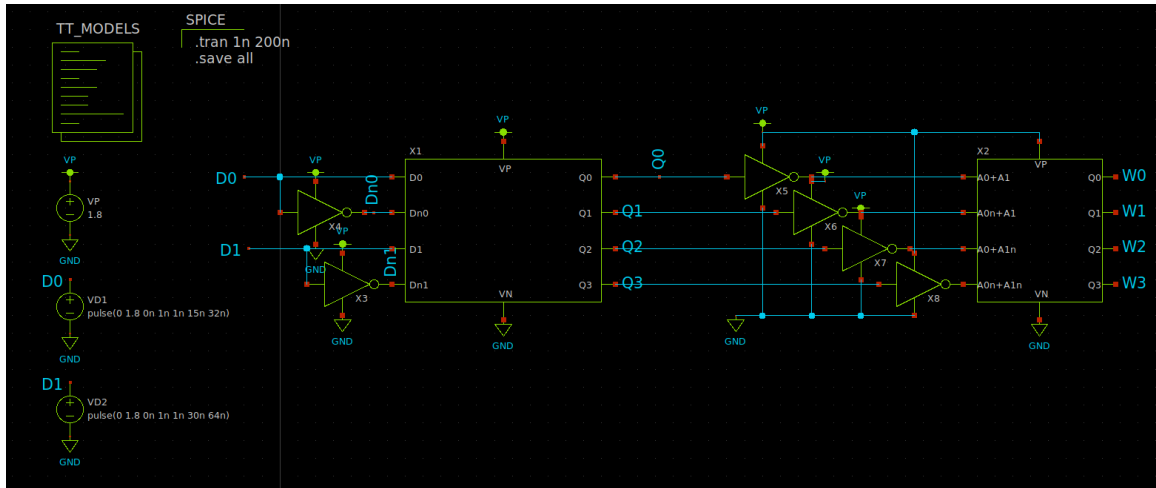 TT_MODELS
SPICE
.tran 1n 200n
.save all
VP
VP
1.8
GND
D0
VD1
pulse(0 1.8 0n 1n 1n 15n 32n)
GND
D1
VD2
pulse(0 1.8 0n 1n 1n 30n 64n)
GND
D0
VP
X4
GND
Dn0
D1
VP
X3
GND
Dn1
X1
VP
VP
D0
Dn0
D1
Dn1
Q0
Q1
Q2
Q3
VN
GND
Q0
Q1
Q2
Q3
VP
X5
VP
X6
VP
X7
X8
GND
X2
VP
A0+A1
A0n+A1
A0+A1n
A0n+A1n
Q0
Q1
Q2
Q3
VN
GND
W0
W1
W2
W3